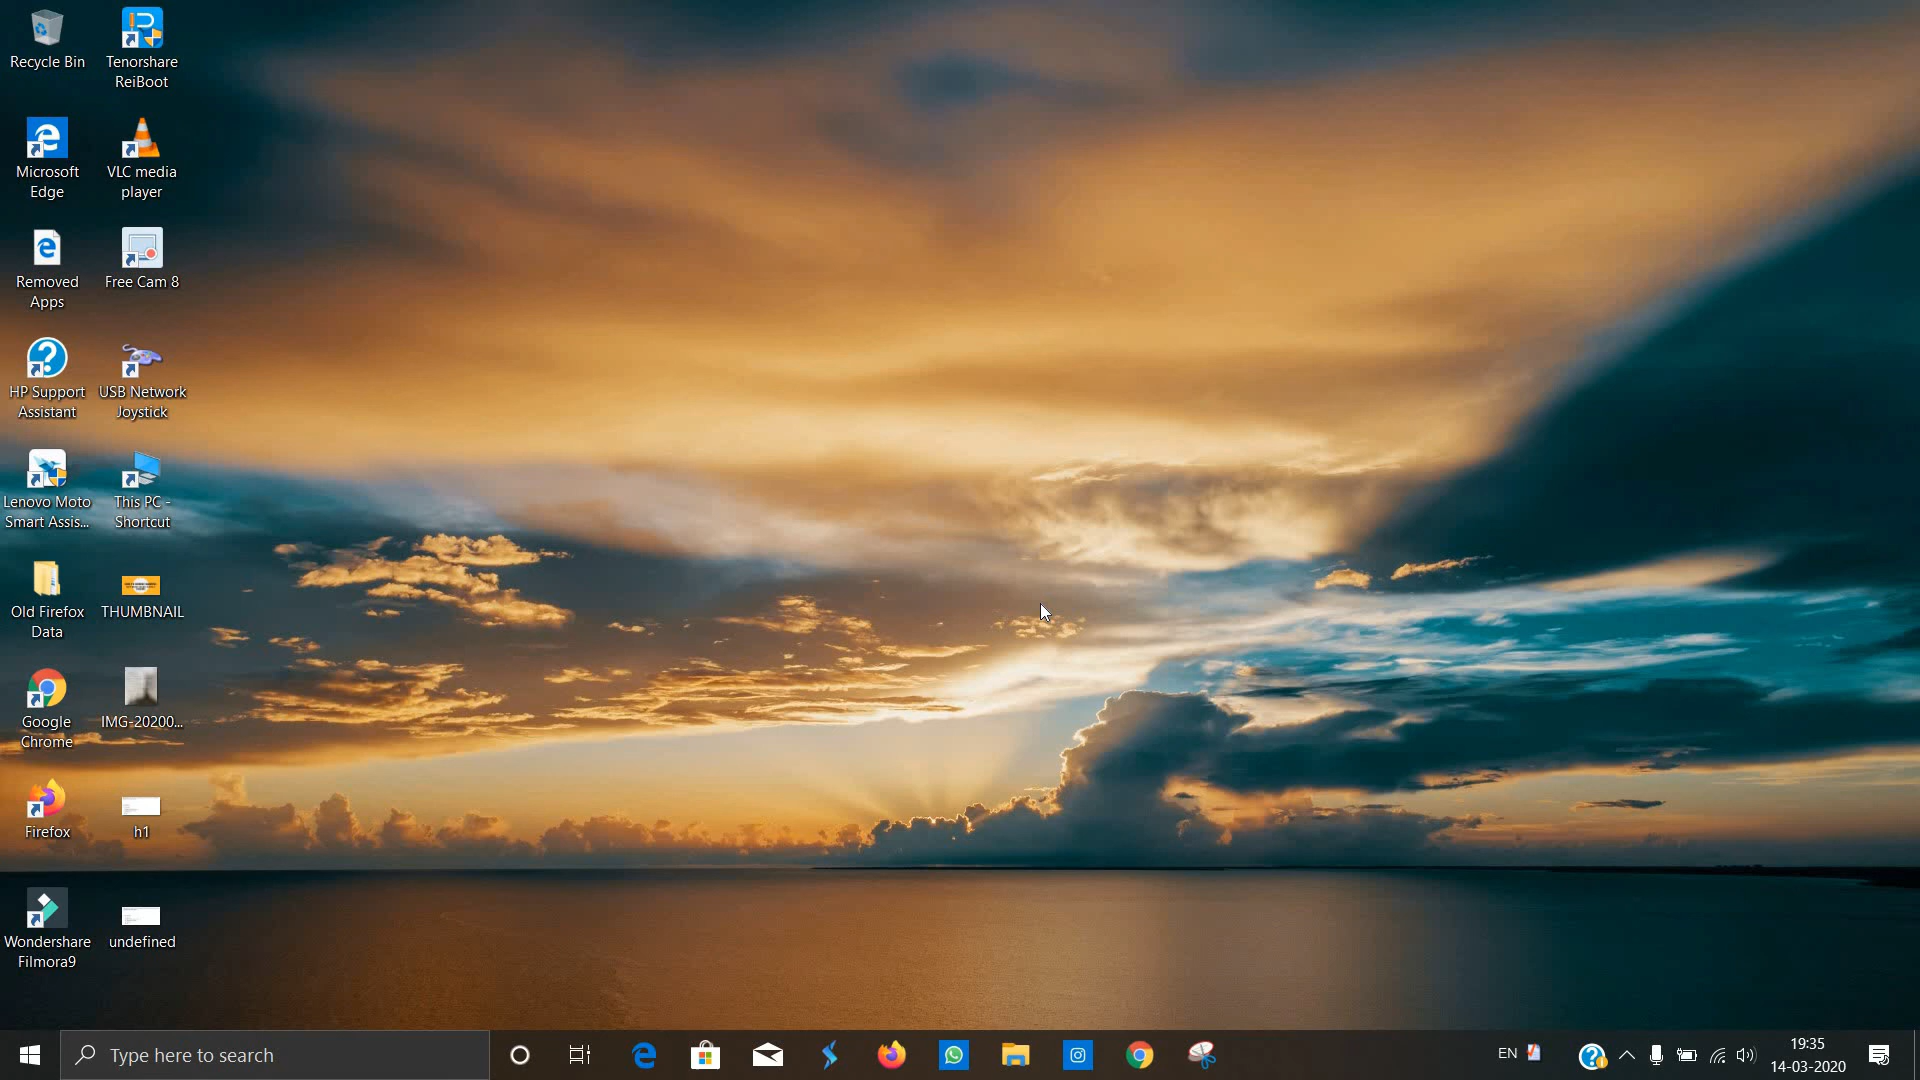 Recycle Bin
Tenorshare
ReiBoot
Microsoft
Edge
VLC media
player
Removed
Apps
Free Cam 8
HP Support
Assistant
USB Network
Joystick
Lenovo Moto
Smart Assis...
This PC -
Shortcut
Old Firefox
Data
THUMBNAIL
Google
Chrome
IMG-20200...
Firefox
h1
Wondershare
Filmora9
undefined
Type here to search
EN
19:35
14-03-2020